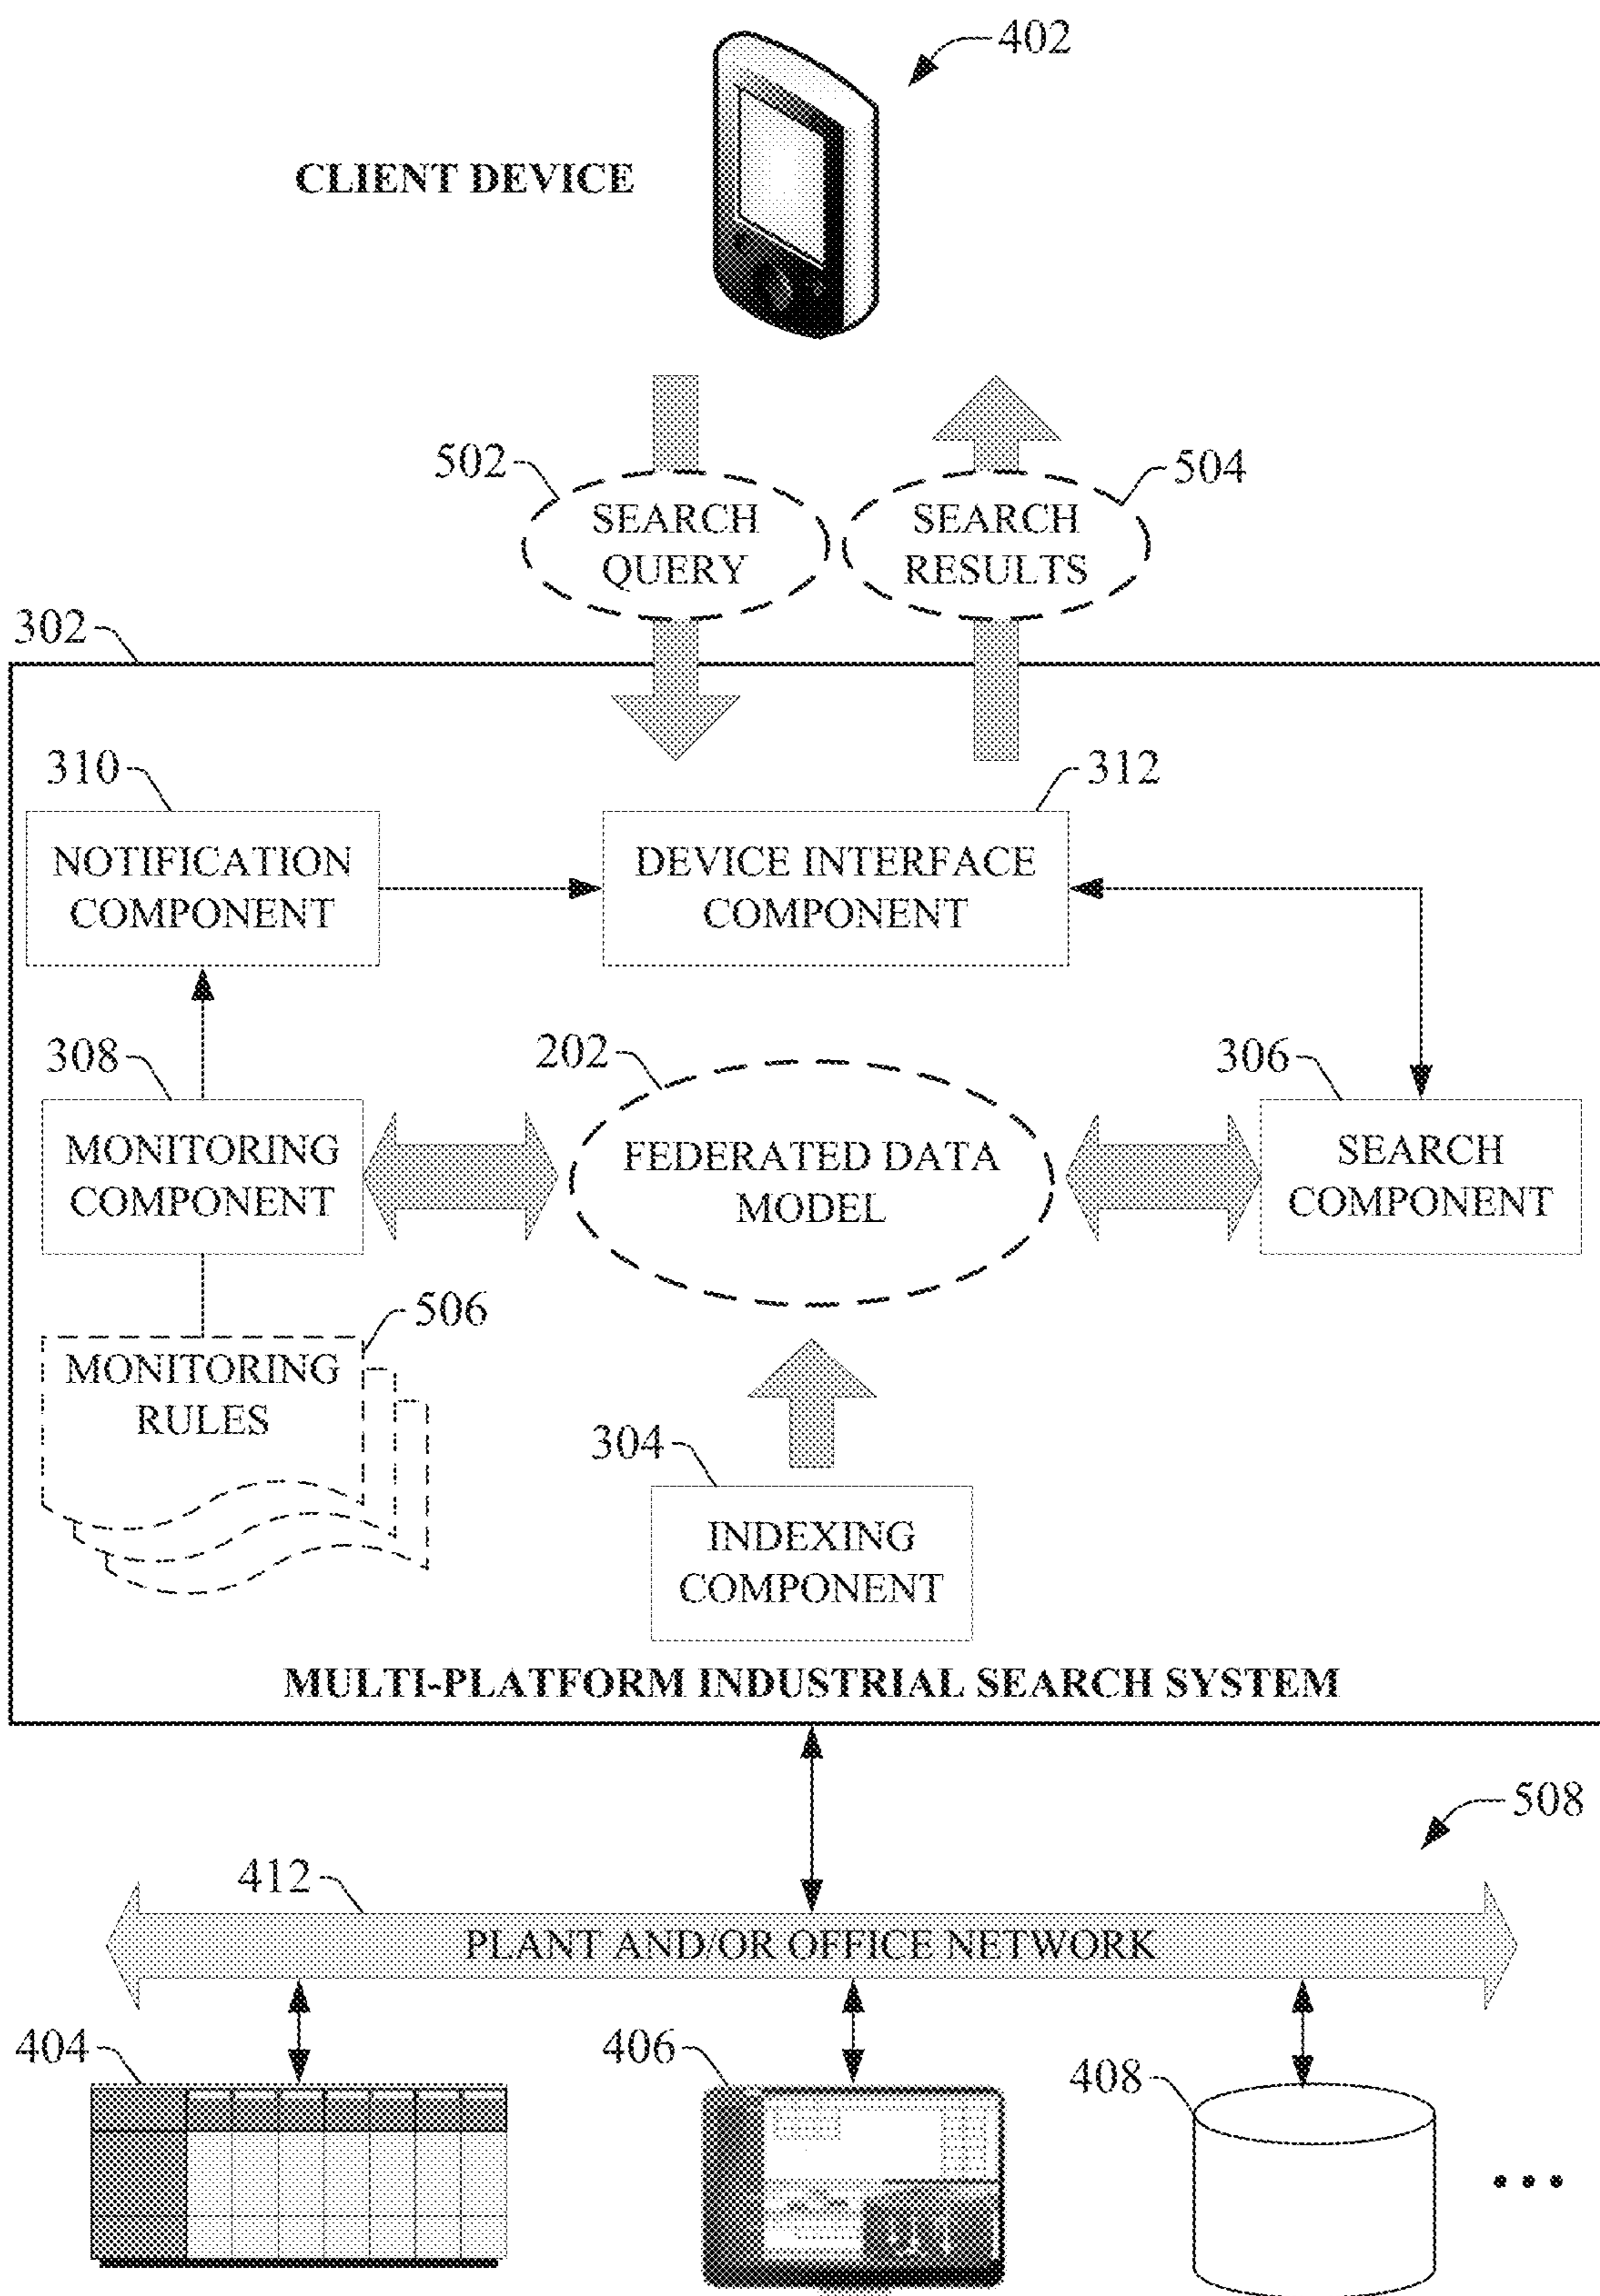 402
CLIENT DEVICE
502
504
SEARCH
QUERY
SEARCH
RESULTS
302
310
312
NOTIFICATION
COMPONENT
DEVICE INTERFACE
COMPONENT
308
202
306
MONITORING
COMPONENT
FEDERATED DATA
MODEL
SEARCH
COMPONENT
506
MONITORING
RULES
304
INDEXING
COMPONENT
MULTI-PLATFORM INDUSTRIAL SEARCH SYSTEM
508
412
PLANT AND/OR OFFICE NETWORK
404
406
408